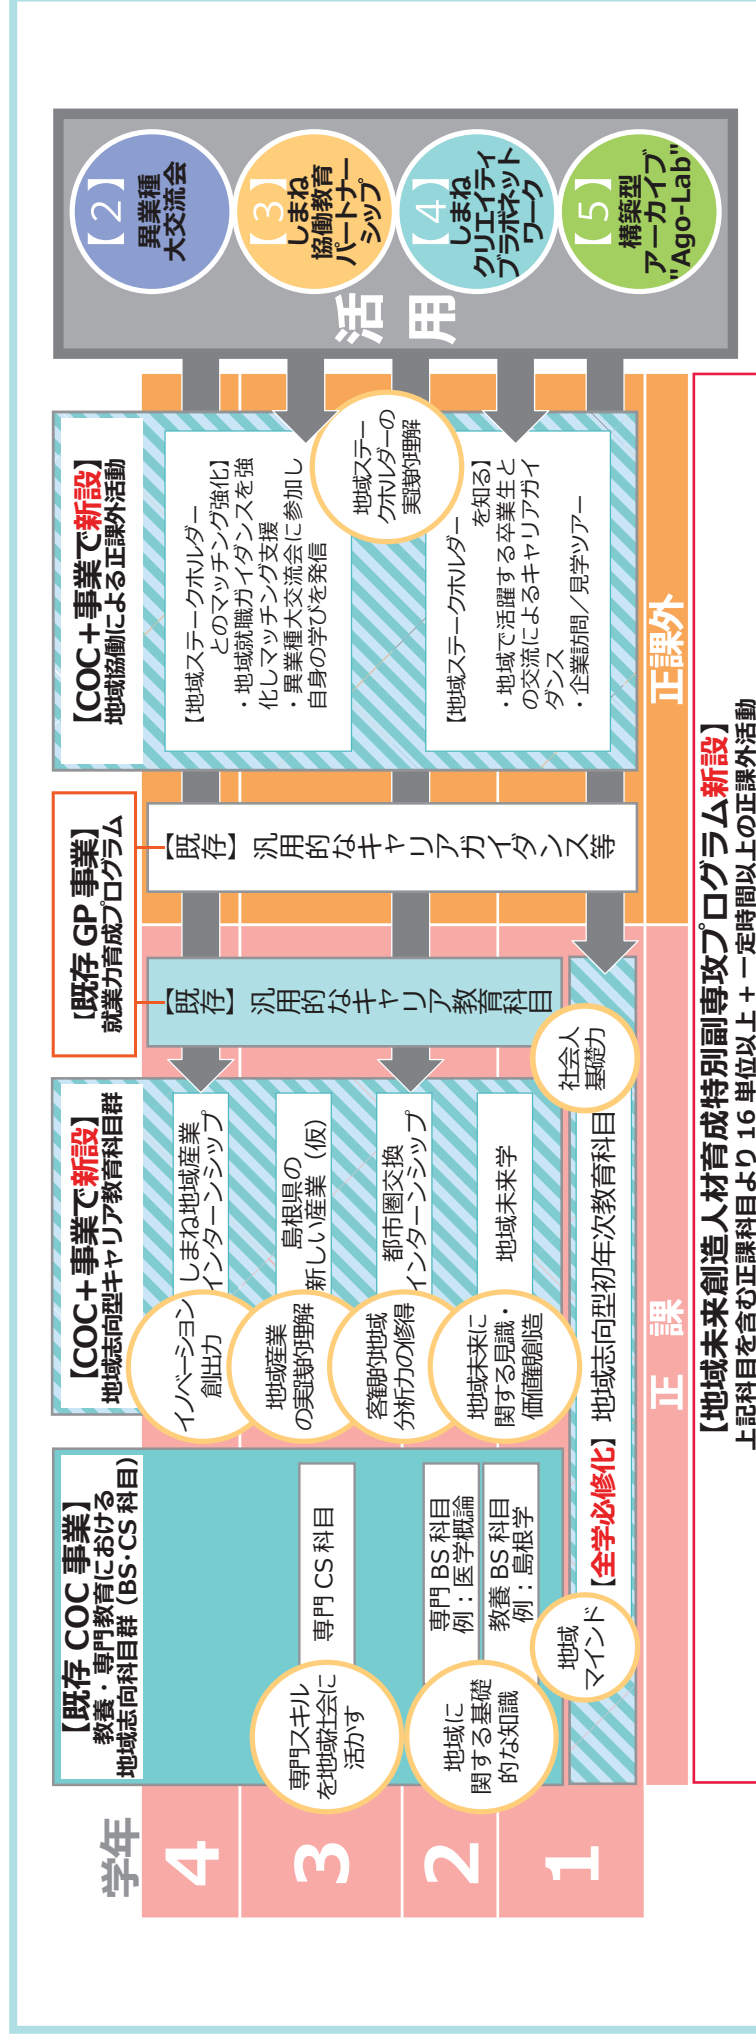 学年
4
3
2
1
【既存 COC 事業】
教養・専門教育における
地域志向科目群（BS・CS 科目）
専門 CS 科目
専門スキル
を地域社会に
活かす
専門 BS 科目
例：医学概論
教養 BS 科目
例：島根学
地域に
関する基礎
的な知識
地域
マインド
【全学必修化】地域志向型初年次教育科目
社会人
基礎力
【COC+事業で新設】
地域志向型キャリア教育科目群
しまね地域産業
インターンシップ
イノベーション
創出力
島根県の
新しい産業（仮）
地域産業
の実践的理解
都市圏交換
インターンシップ
客観的地域
分析力の修得
地域未来学
地域未来に
関する見識・
価値観創造
【既存 GP 事業】
就業力育成プログラム
【既存】汎用的なキャリア教育科目
【既存】汎用的なキャリアガイダンス等
【COC+事業で新設】
地域協働による正課外活動
【地域ステークホルダー
とのマッチング強化】
・地域就職ガイダンスを強
化しマッチング支援
・異業種大交流会に参加し
自身の学びを発信
地域ステー
クホルダーの
実践的理解
【地域ステークホルダー
を知る】
・地域で活躍する卒業生と
の交流によるキャリアガイ
ダンス
・企業訪問／見学ツアー
活用
【2】
異業種
大交流会
【3】
しまね
協働教育
パートナー
シップ
【4】
しまね
クリエイティ
ブラボネット
ワーク
【5】
構築型
アーカイブ
"Ago-Lab"
正 課
正課外
【地域未来創造人材育成特別副専攻プログラム新設】
上記科目を含む正課科目より 16 単位以上 + 一定時間以上の正課外活動